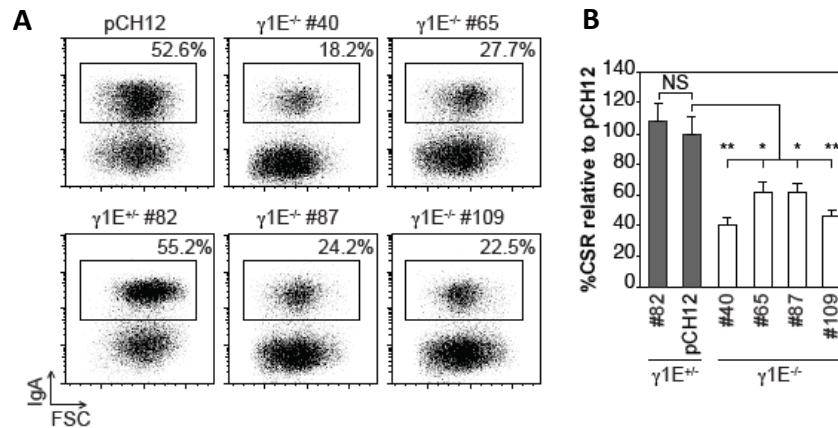 A
pCH12
γ1E-/- #40
γ1E-/- #65
52.6%
18.2%
27.7%
γ1E+/- #82
γ1E-/- #87
γ1E-/- #109
55.2%
24.2%
22.5%
IgA
FSC
B
%CSR relative to pCH12
140
120
100
80
60
40
20
0
NS
** * * **
#82
pCH12
#40
#65
#87
#109
γ1E+/-
γ1E-/-